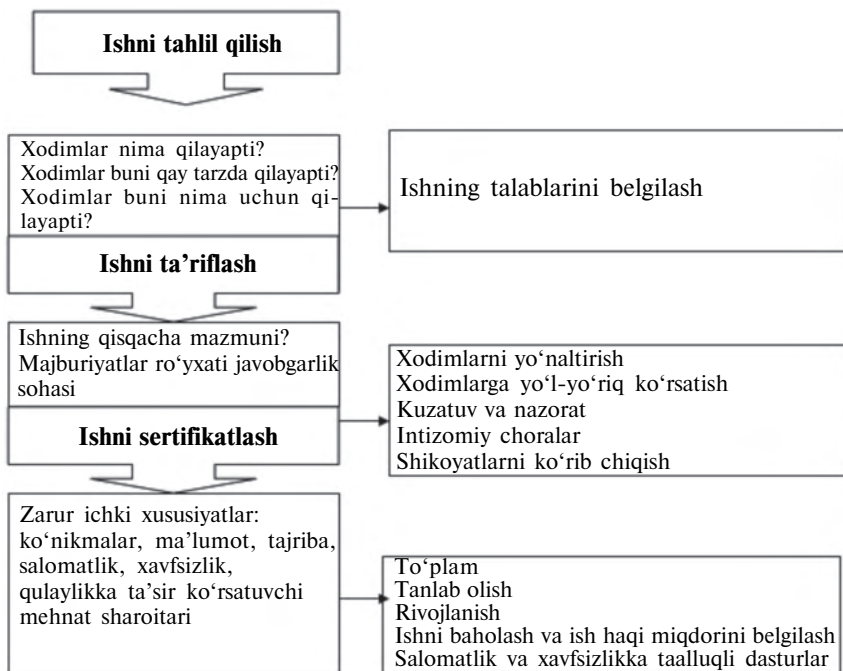 Ishni tahlil qilish
Xodimlar nima qilayapti?
Xodimlar buni qay tarzda qilayapti?
Xodimlar buni nima uchun qi-
layapti?
Ishning talablarini belgilash
Ishni ta’riflash
Ishning qisqacha mazmuni?
Majburiyatlar ro‘yxati javobgarlik
sohasi
Xodimlarni yo‘naltirish
Xodimlarga yo‘l-yo‘riq ko‘rsatish
Kuzatuv va nazorat
Intizomiy choralar
Shikoyatlarni ko‘rib chiqish
Ishni sertifikatlash
Zarur ichki xususiyatlar:
ko‘nikmalar, ma’lumot, tajriba,
salomatlik, xavfsizlik,
qulaylikka ta’sir ko‘rsatuvchi
mehnat sharoitari
To‘plam
Tanlab olish
Rivojlanish
Ishni baholash va ish haqi miqdorini belgilash
Salomatlik va xavfsizlikka taalluqli dasturlar